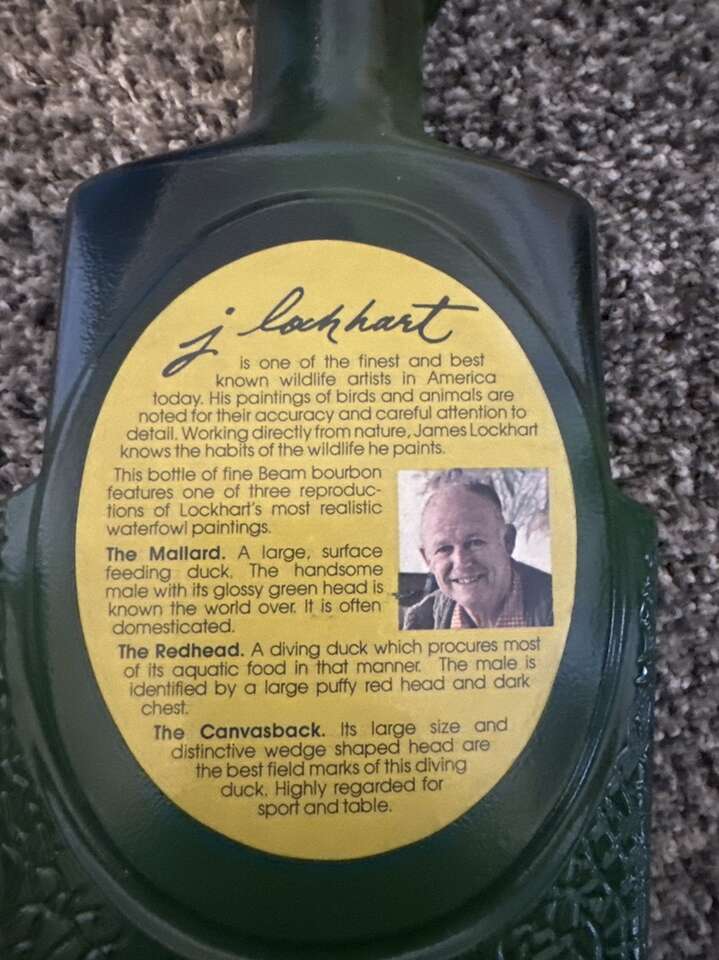 j lockhart
is one of the finest and best
known wildlife artists in America
today. His paintings of birds and animals are
noted for their accuracy and careful attention to
detail. Working directly from nature, James Lockhart
knows the habits of the wildlife he paints.
This bottle of fine Beam bourbon
features one of three reproduc-
tions of Lockhart's most realistic
waterfowl paintings.
The Mallard. A large, surface
feeding duck. The handsome
male with its glossy green head is
known the world over. It is often
domesticated.
The Redhead. A diving duck which procures most
of its aquatic food in that manner. The male is
identified by a large puffy red head and dark
chest.
The Canvasback. Its large size and
distinctive wedge shaped head are
the best field marks of this diving
duck. Highly regarded for
sport and table.